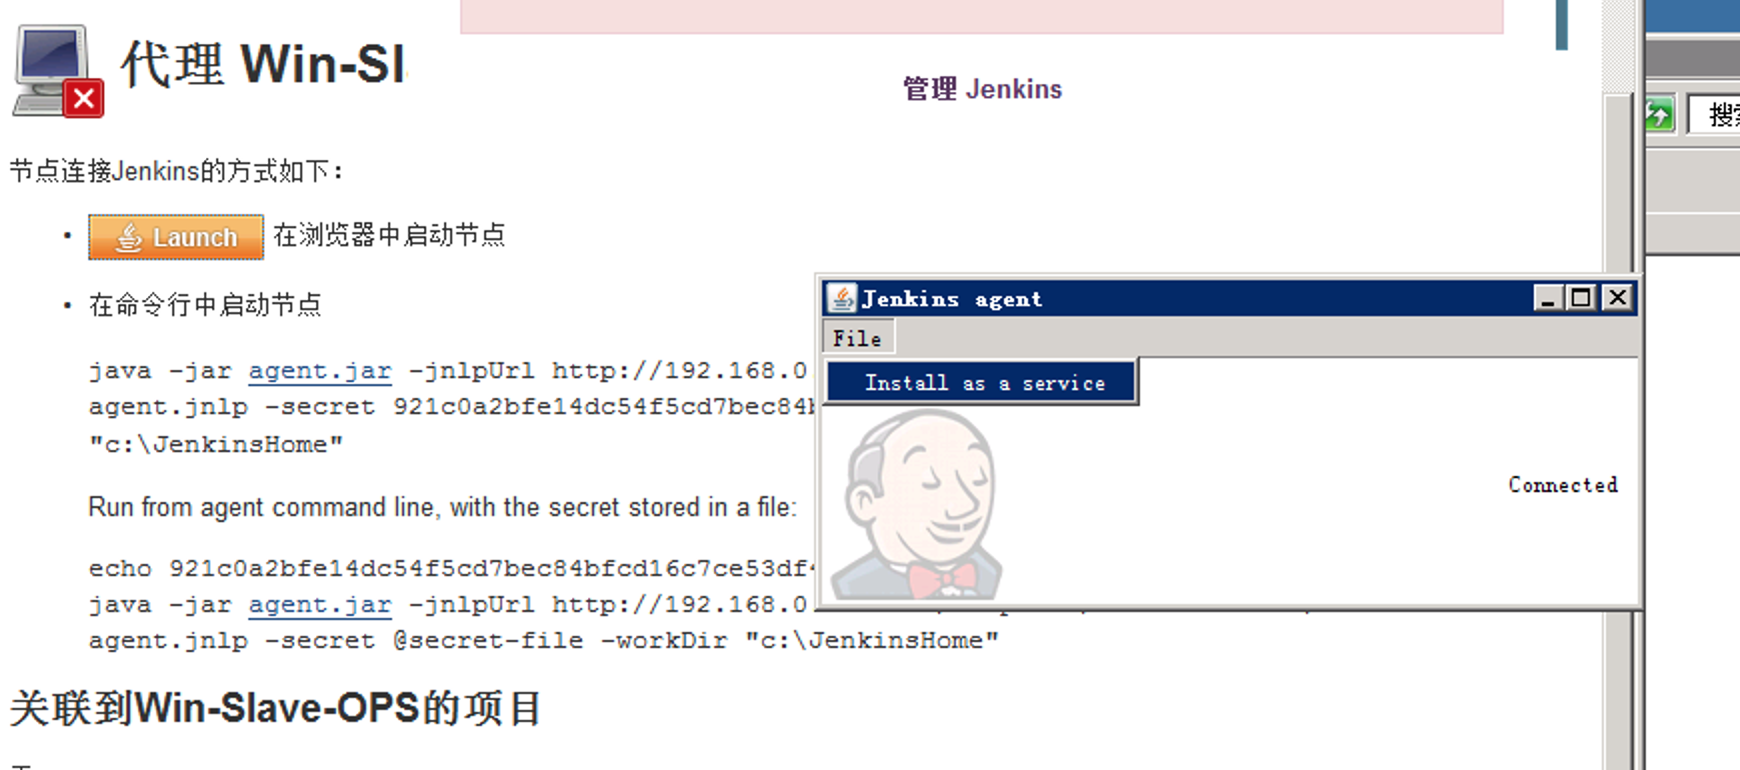 代理 Win-Sl
管理 Jenkins
搜索
节点连接Jenkins的方式如下：
Launch 在浏览器中启动节点
在命令行中启动节点
java -jar agent.jar -jnlpUrl http://192.168.0
agent.jnlp -secret 921c0a2bfe14dc54f5cd7bec84b
"c:\JenkinsHome"
Run from agent command line, with the secret stored in a file:
echo 921c0a2bfe14dc54f5cd7bec84bfcd16c7ce53df4
java -jar agent.jar -jnlpUrl http://192.168.0
agent.jnlp -secret @secret-file -workDir "c:\JenkinsHome"
关联到Win-Slave-OPS的项目
Jenkins agent
File
Install as a service
Connected